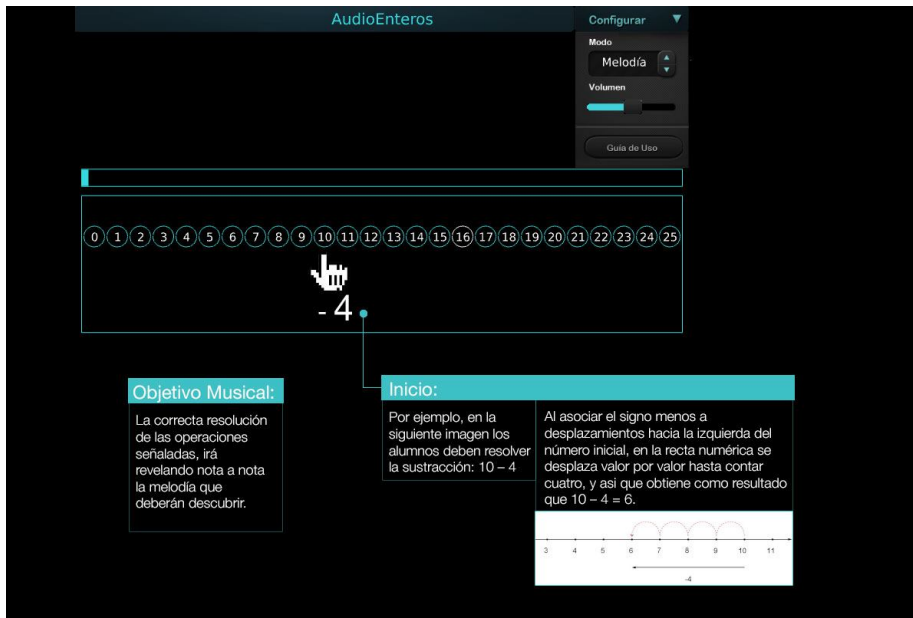 AudioEnteros
Configurar ▼
Modo
Melodía
Volumen
Guía de Uso
0 1 2 3 4 5 6 7 8 9 10 11 12 13 14 15 16 17 18 19 20 21 22 23 24 25
- 4
Objetivo Musical:
La correcta resolución
de las operaciones
señaladas, irá
revelando nota a nota
la melodía que
deberán descubrir.
Inicio:
Por ejemplo, en la
siguiente imagen los
alumnos deben resolver
la sustracción: 10 – 4
Al asociar el signo menos a
desplazamientos hacia la izquierda del
número inicial, en la recta numérica se
desplaza valor por valor hasta contar
cuatro, y asi que obtiene como resultado
que 10 – 4 = 6.
3 4 5 6 7 8 9 10 11
-4